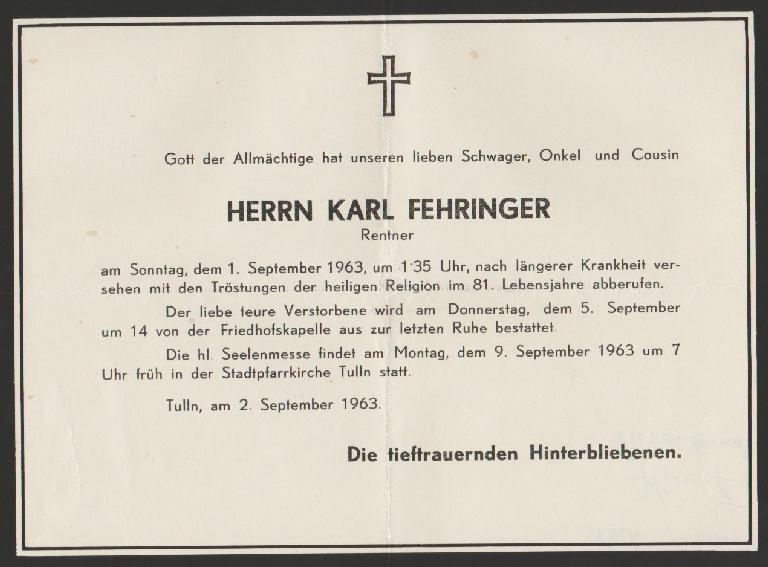 Gott der Allmächtige hat unseren lieben Schwager, Onkel und Cousin
HERRN KARL FEHRINGER
Rentner
am Sonntag, dem 1. September 1963, um 1·35 Uhr, nach längerer Krankheit ver-
sehen mit den Tröstungen der heiligen Religion im 81. Lebensjahre abberufen.
Der liebe teure Verstorbene wird am Donnerstag, dem 5. September
um 14 von der Friedhofskapelle aus zur letzten Ruhe bestattet.
Die hl. Seelenmesse findet am Montag, dem 9. September 1963 um 7
Uhr früh in der Stadtpfarrkirche Tulln statt.
Tulln, am 2. September 1963.
Die tieftrauernden Hinterbliebenen.